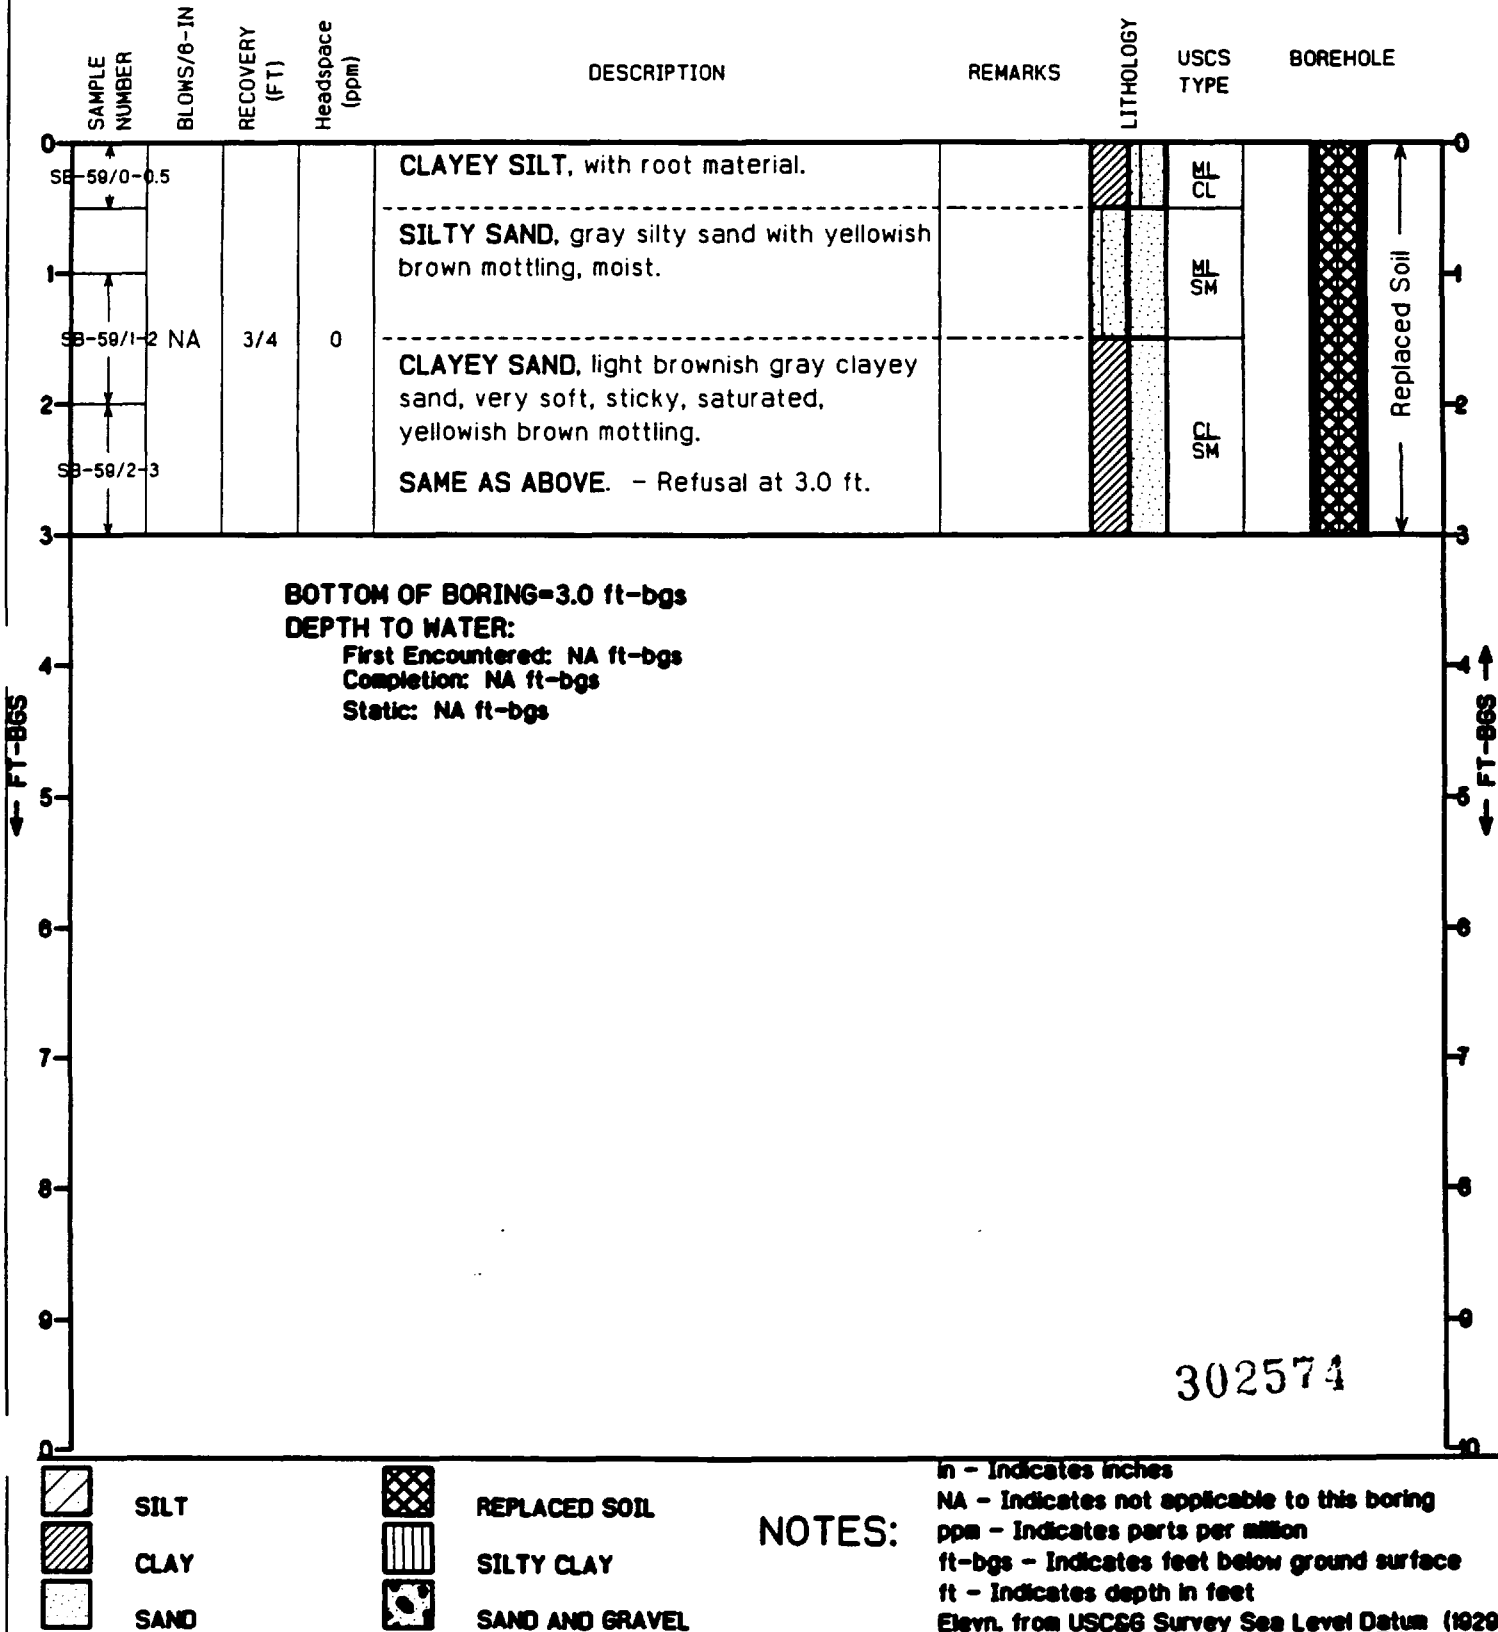 SAMPLE NUMBER
BLOWS/6-IN
RECOVERY (FT)
Headspace (ppm)
DESCRIPTION
REMARKS
LITHOLOGY
USCS TYPE
BOREHOLE
0
0
SB-59/0-0.5
CLAYEY SILT, with root material.
ML
CL
SILTY SAND, gray silty sand with yellowish
brown mottling, moist.
1
1
ML
SM
SB-59/1-2
NA
3/4
0
CLAYEY SAND, light brownish gray clayey
sand, very soft, sticky, saturated,
yellowish brown mottling.
2
2
CL
SM
Replaced Soil
SB-59/2-3
SAME AS ABOVE. - Refusal at 3.0 ft.
3
3
BOTTOM OF BORING=3.0 ft-bgs
DEPTH TO WATER:
First Encountered: NA ft-bgs
Completion: NA ft-bgs
Static: NA ft-bgs
4
4
← FT-BGS
← FT-BGS →
5
5
6
6
7
7
8
8
9
9
302574
0
10
SILT
CLAY
SAND
REPLACED SOIL
SILTY CLAY
SAND AND GRAVEL
NOTES:
in - Indicates inches
NA - Indicates not applicable to this boring
ppm - Indicates parts per million
ft-bgs - Indicates feet below ground surface
ft - Indicates depth in feet
Elevn. from USC&G Survey Sea Level Datum (1929